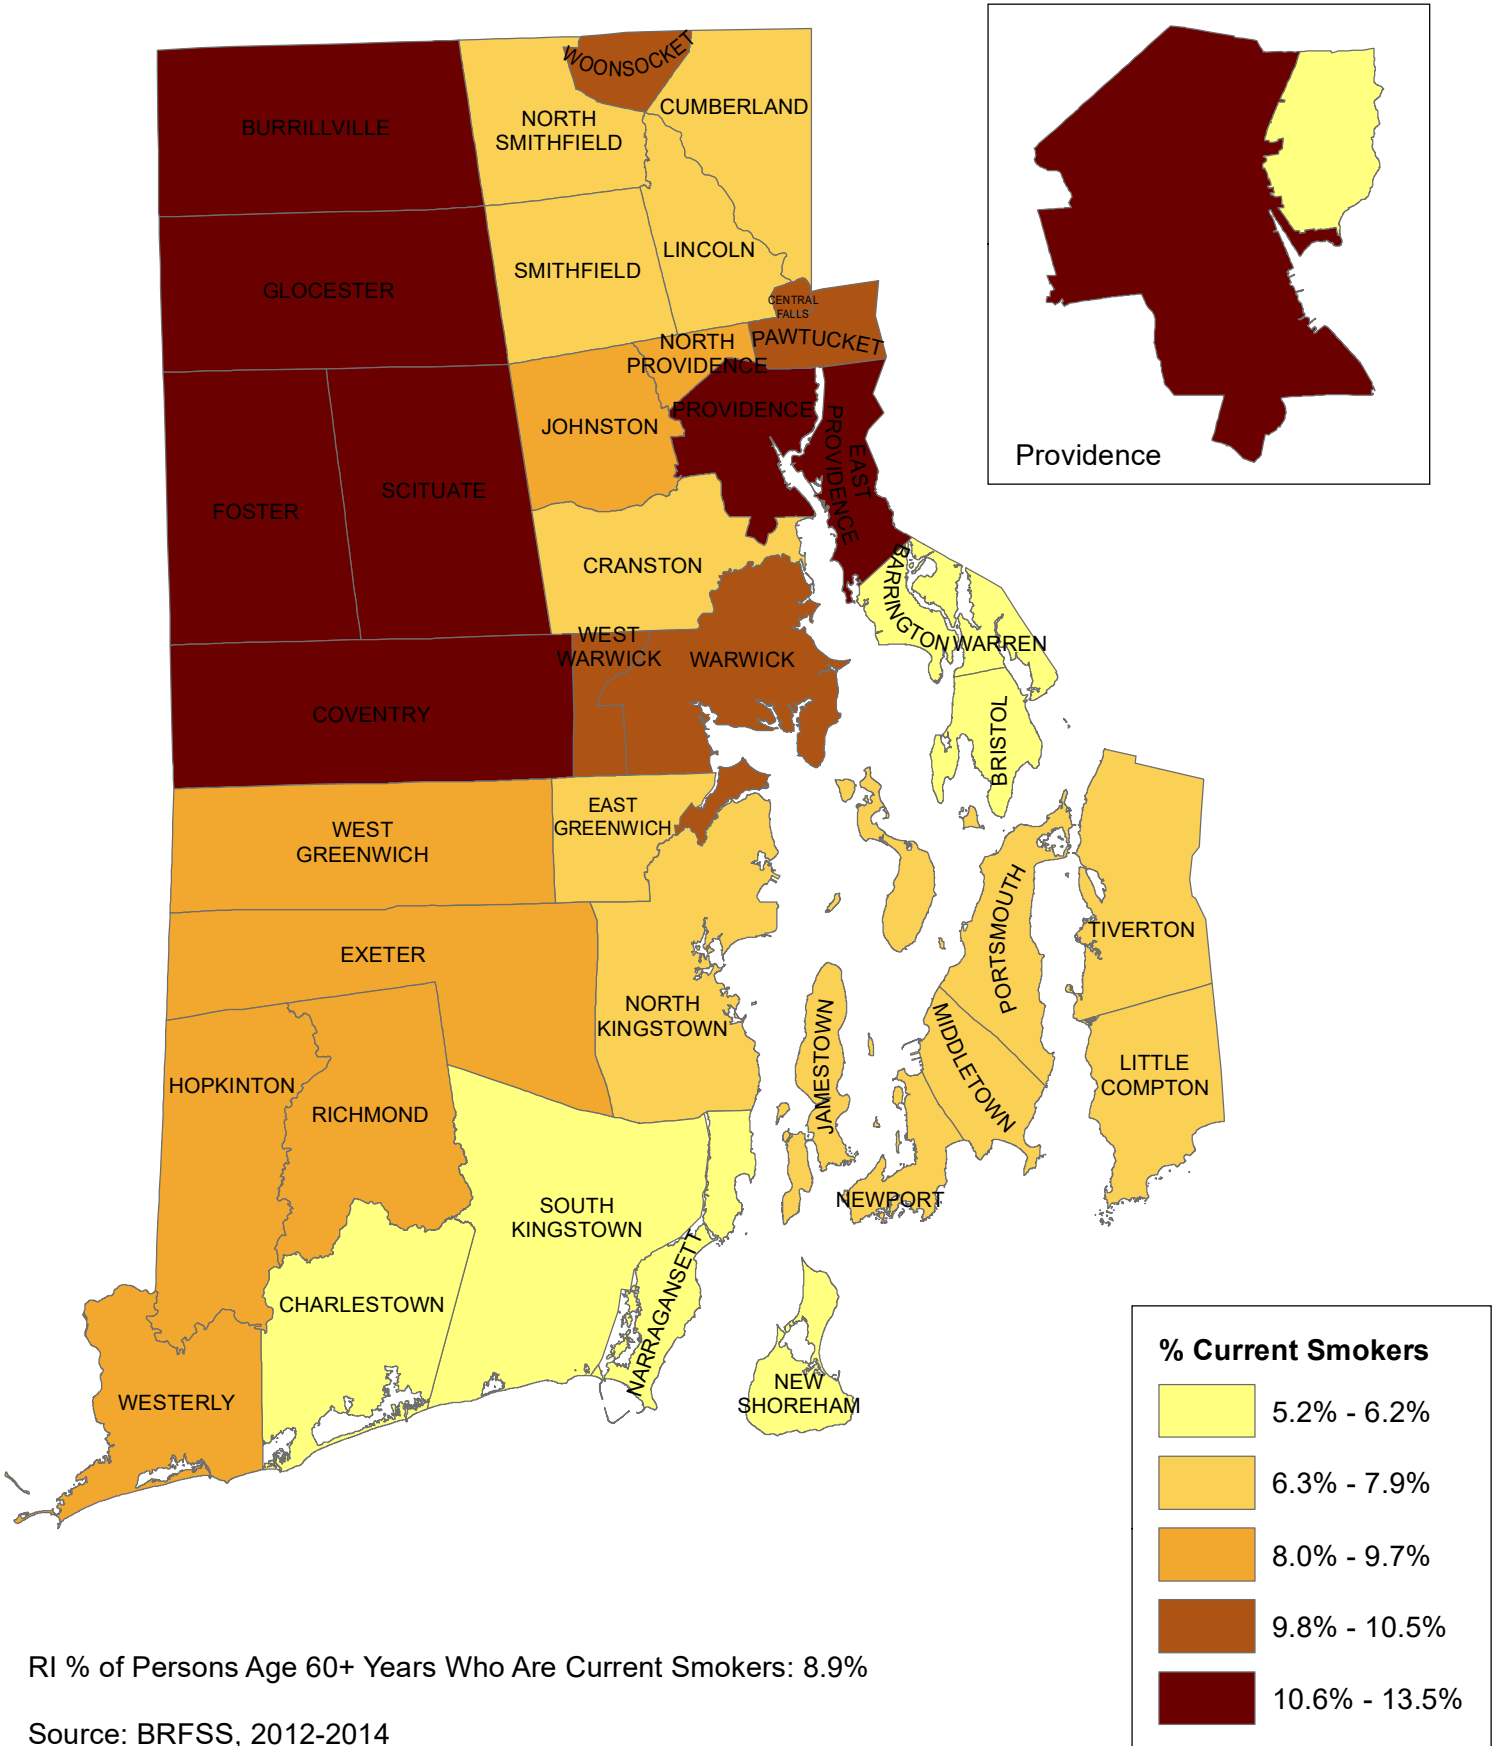 WOONSOCKET
CUMBERLAND
BURRILLVILLE
NORTH
SMITHFIELD
LINCOLN
SMITHFIELD
GLOCESTER
CENTRAL
FALLS
NORTH
PROVIDENCE
PAWTUCKET
PROVIDENCE
JOHNSTON
EAST
PROVIDENCE
Providence
SCITUATE
FOSTER
CRANSTON
BARRINGTON
WARREN
WEST
WARWICK
WARWICK
COVENTRY
BRISTOL
EAST
GREENWICH
WEST
GREENWICH
PORTSMOUTH
TIVERTON
EXETER
NORTH
KINGSTOWN
JAMESTOWN
MIDDLETOWN
LITTLE
COMPTON
HOPKINTON
RICHMOND
NEWPORT
SOUTH
KINGSTOWN
NARRAGANSETT
CHARLESTOWN
NEW
SHOREHAM
WESTERLY
% Current Smokers
5.2% - 6.2%
6.3% - 7.9%
8.0% - 9.7%
9.8% - 10.5%
10.6% - 13.5%
RI % of Persons Age 60+ Years Who Are Current Smokers: 8.9%
Source: BRFSS, 2012-2014